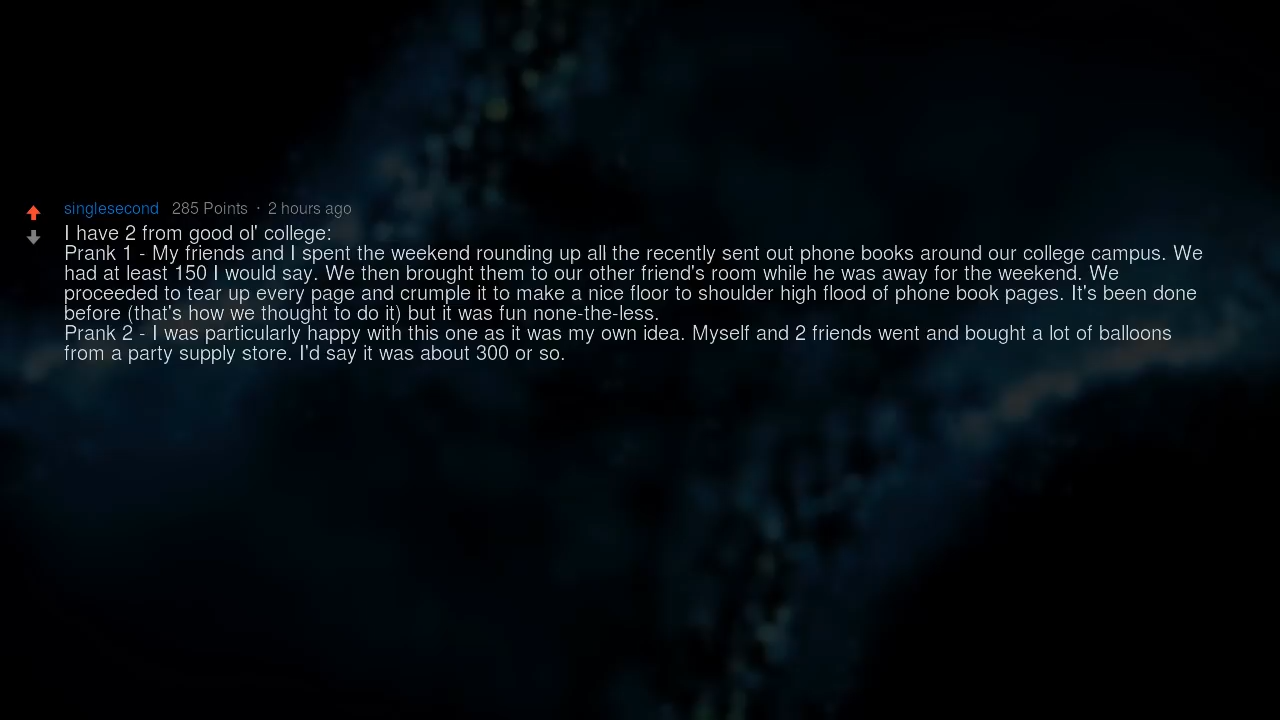 singlesecond 285 Points · 2 hours ago
I have 2 from good ol' college:
Prank 1 - My friends and I spent the weekend rounding up all the recently sent out phone books around our college campus. We
had at least 150 I would say. We then brought them to our other friend's room while he was away for the weekend. We
proceeded to tear up every page and crumple it to make a nice floor to shoulder high flood of phone book pages. It's been done
before (that's how we thought to do it) but it was fun none-the-less.
Prank 2 - I was particularly happy with this one as it was my own idea. Myself and 2 friends went and bought a lot of balloons
from a party supply store. I'd say it was about 300 or so.